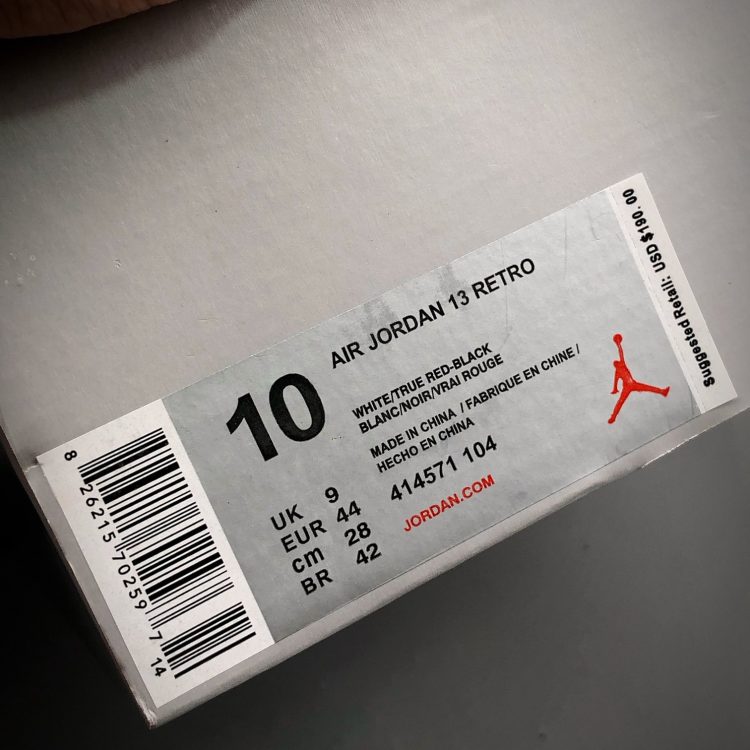 AIR JORDAN 13 RETRO
10
WHITE/TRUE RED-BLACK
BLANC/NOIR/VRAI ROUGE
MADE IN CHINA / FABRIQUE EN CHINE /
HECHO EN CHINA
UK 9
EUR 44
cm 28
BR 42
414571 104
JORDAN.COM
Suggested Retail: USD $190.00
8 26215 70259 7 14